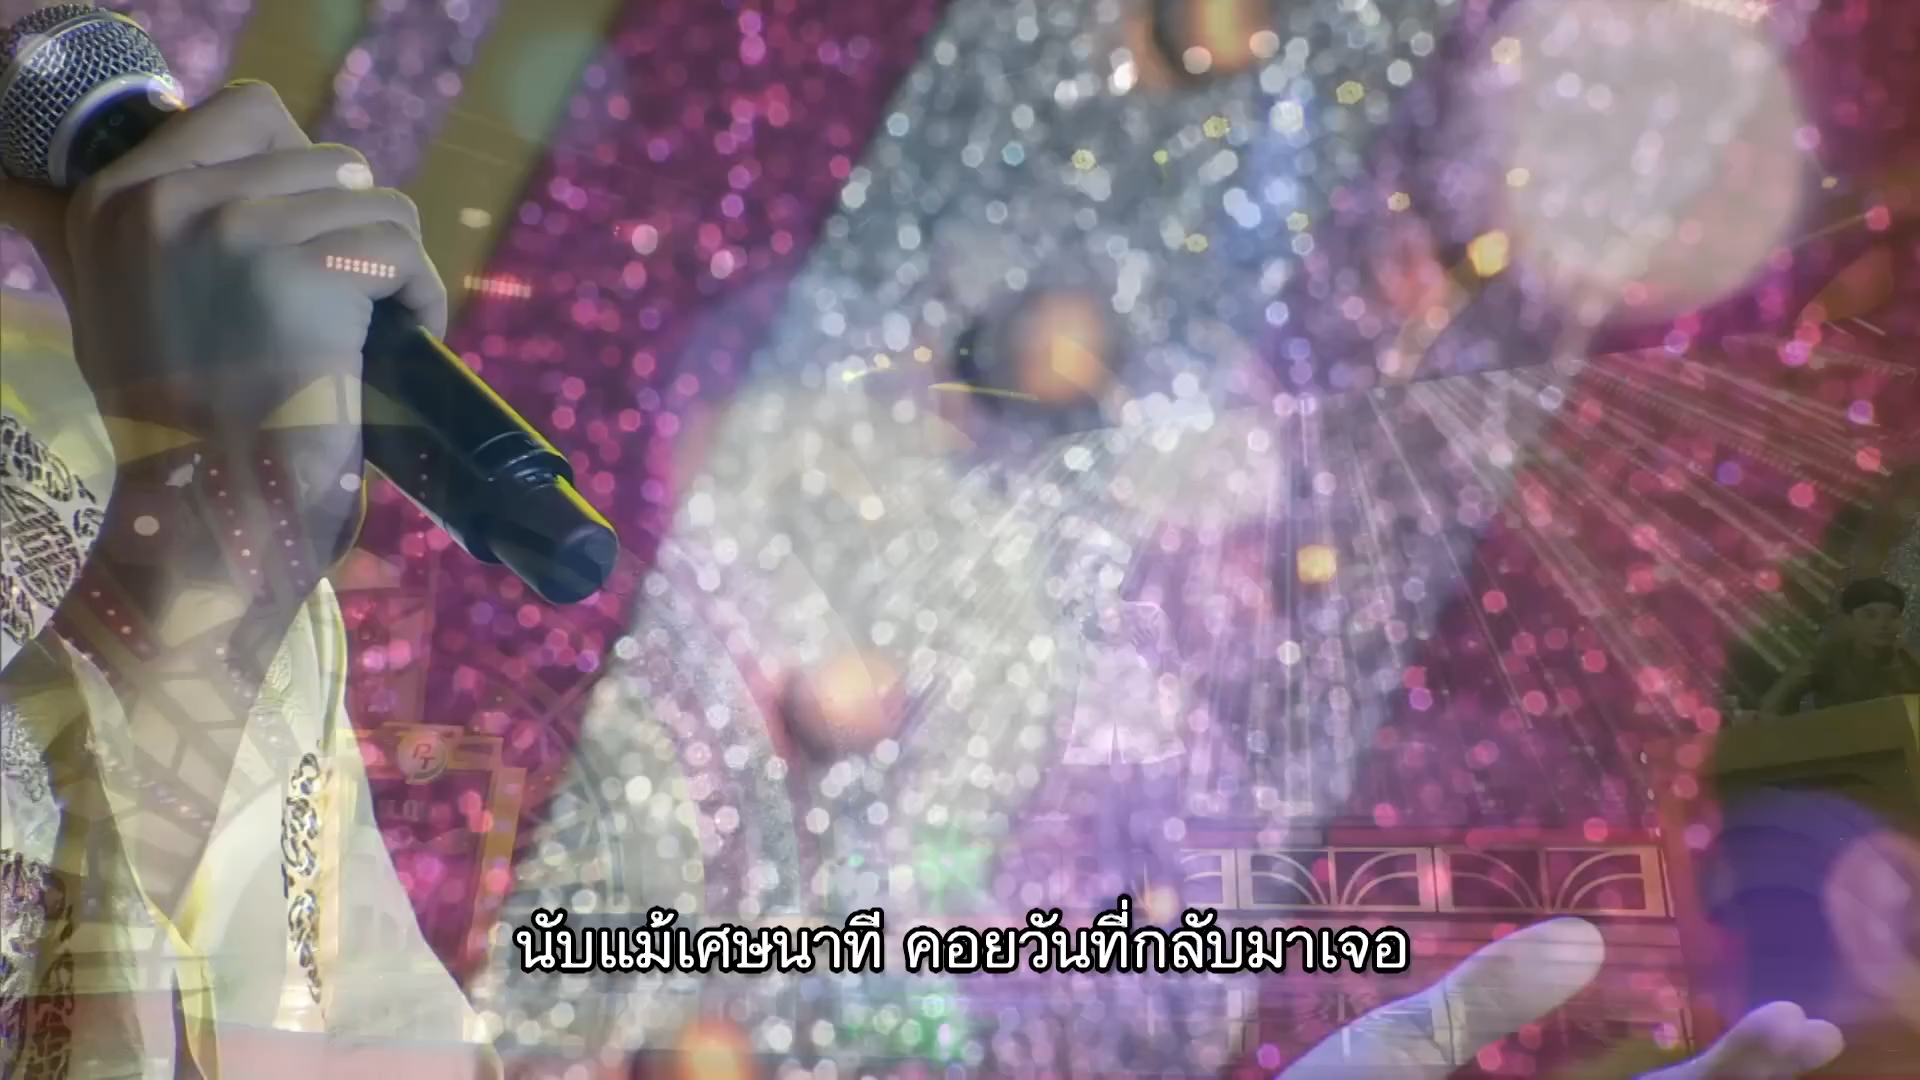 PT
นับแม้เศษนาที คอยวันที่กลับมาเจอ